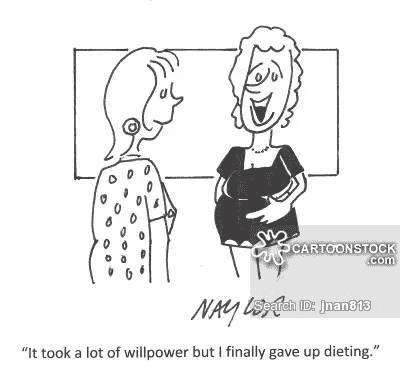 CARTOONSTOCK
.com
NAYLOR
Search ID: jnan813
"It took a lot of willpower but I finally gave up dieting."